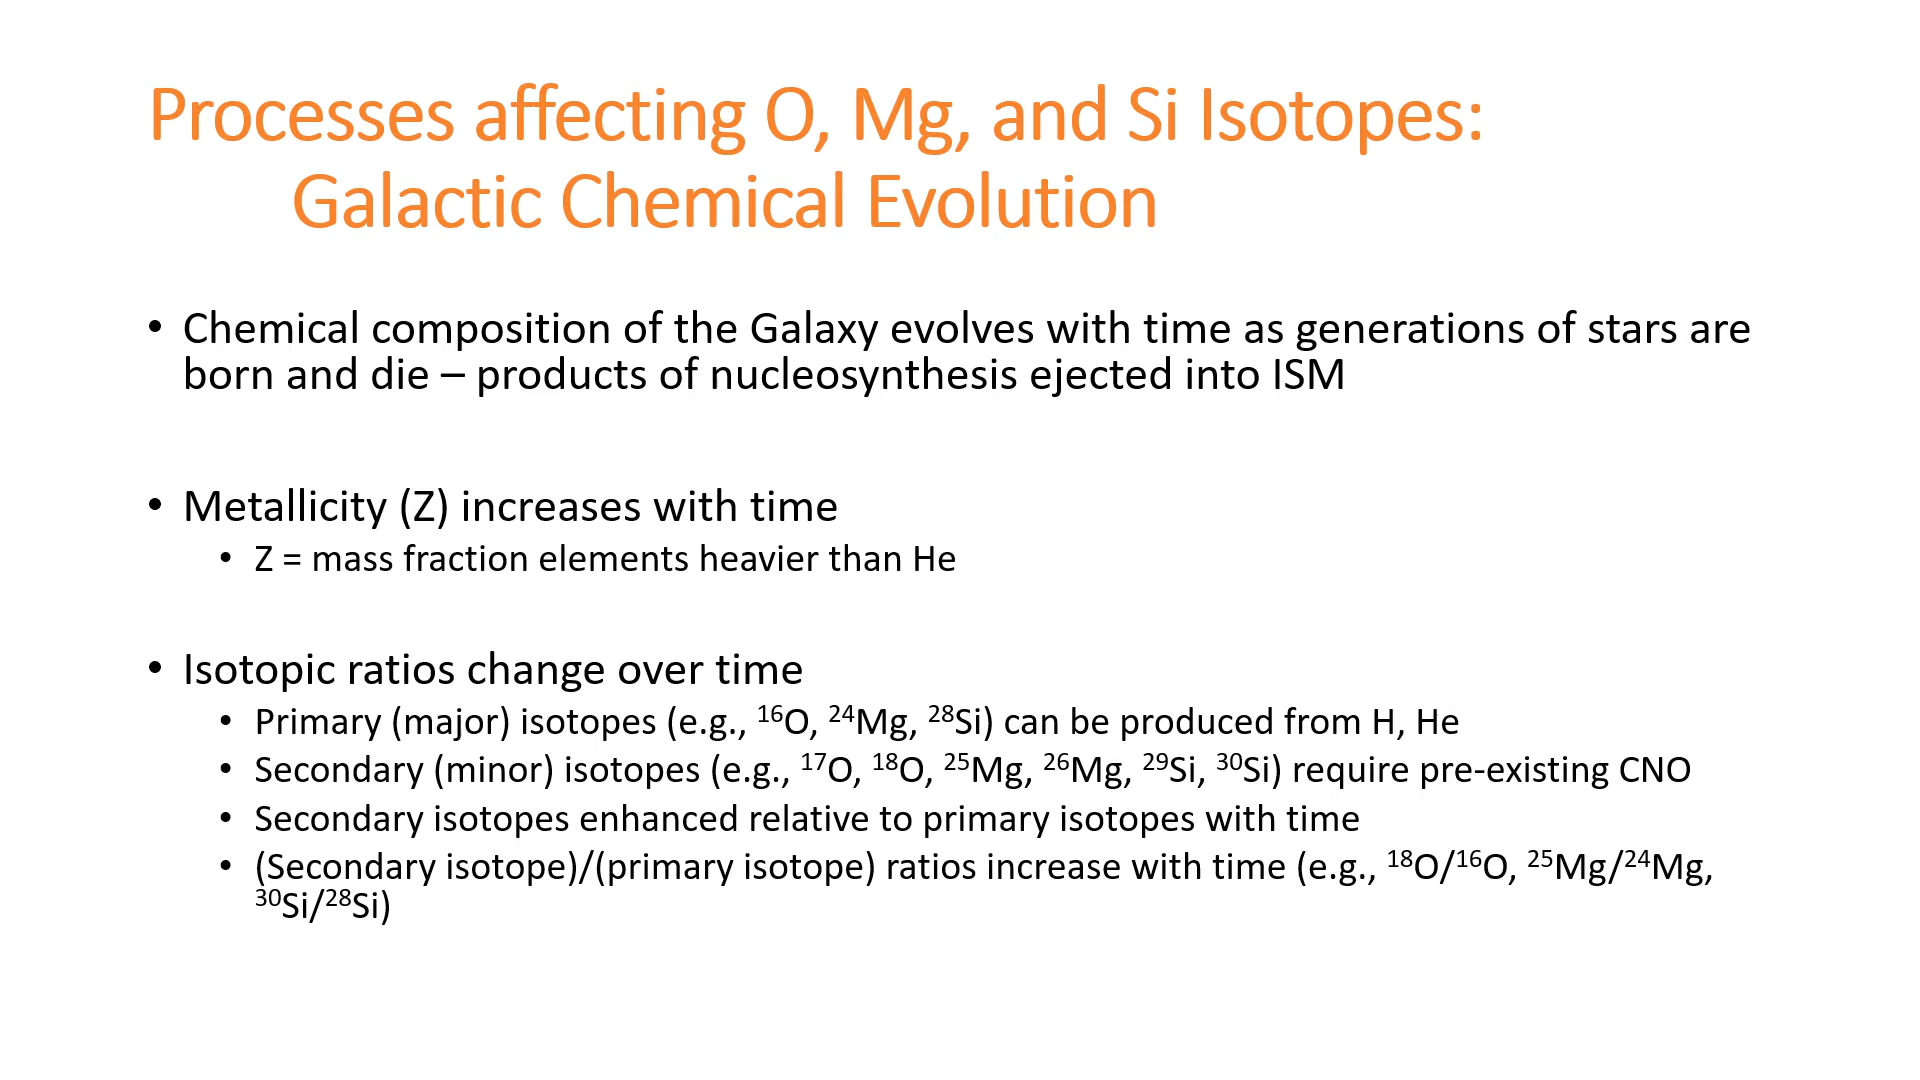 Processes affecting O, Mg, and Si Isotopes:
Galactic Chemical Evolution
• Chemical composition of the Galaxy evolves with time as generations of stars are
born and die – products of nucleosynthesis ejected into ISM
• Metallicity (Z) increases with time
• Z = mass fraction elements heavier than He
• Isotopic ratios change over time
• Primary (major) isotopes (e.g., ¹⁶O, ²⁴Mg, ²⁸Si) can be produced from H, He
• Secondary (minor) isotopes (e.g., ¹⁷O, ¹⁸O, ²⁵Mg, ²⁶Mg, ²⁹Si, ³⁰Si) require pre-existing CNO
• Secondary isotopes enhanced relative to primary isotopes with time
• (Secondary isotope)/(primary isotope) ratios increase with time (e.g., ¹⁸O/¹⁶O, ²⁵Mg/²⁴Mg,
³⁰Si/²⁸Si)